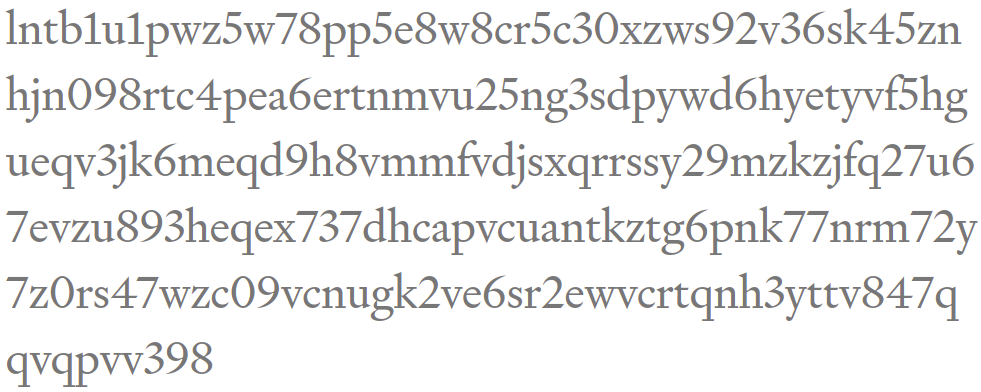 lntb1u1pwz5w78pp5e8w8cr5c30xzws92v36sk45zn
hjn098rtc4pea6ertnmvu25ng3sdpywd6hyetyvf5hg
ueqv3jk6meqd9h8vmmfvdjsxqrrssy29mzkzjfq27u6
7evzu893heqex737dhcapvcuantkztg6pnk77nrm72y
7z0rs47wzc09vcnugk2ve6sr2ewvcrtqnh3yttv847q
qvqpvv398